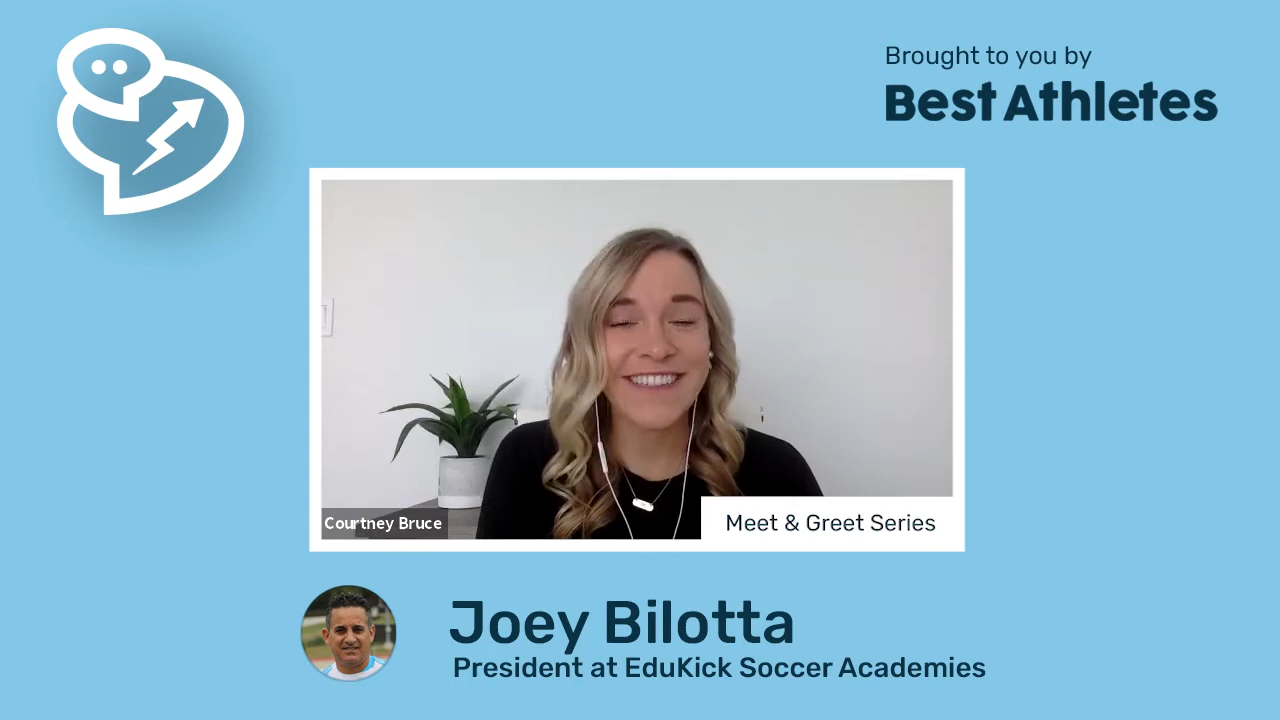 Brought to you by
Best Athletes
Courtney Bruce
Meet & Greet Series
Joey Bilotta
President at EduKick Soccer Academies